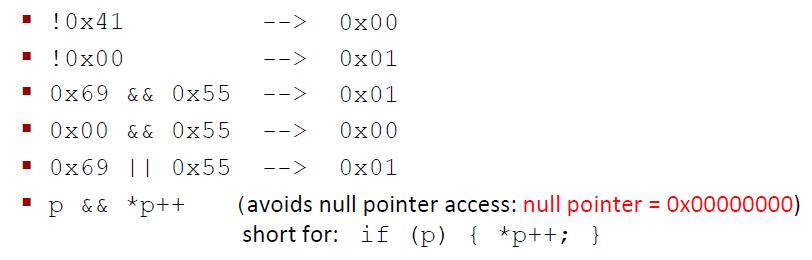 ▪ !0x41 --> 0x00
▪ !0x00 --> 0x01
▪ 0x69 && 0x55 --> 0x01
▪ 0x00 && 0x55 --> 0x00
▪ 0x69 || 0x55 --> 0x01
▪ p && *p++ (avoids null pointer access: null pointer = 0x00000000)
short for: if (p) { *p++; }